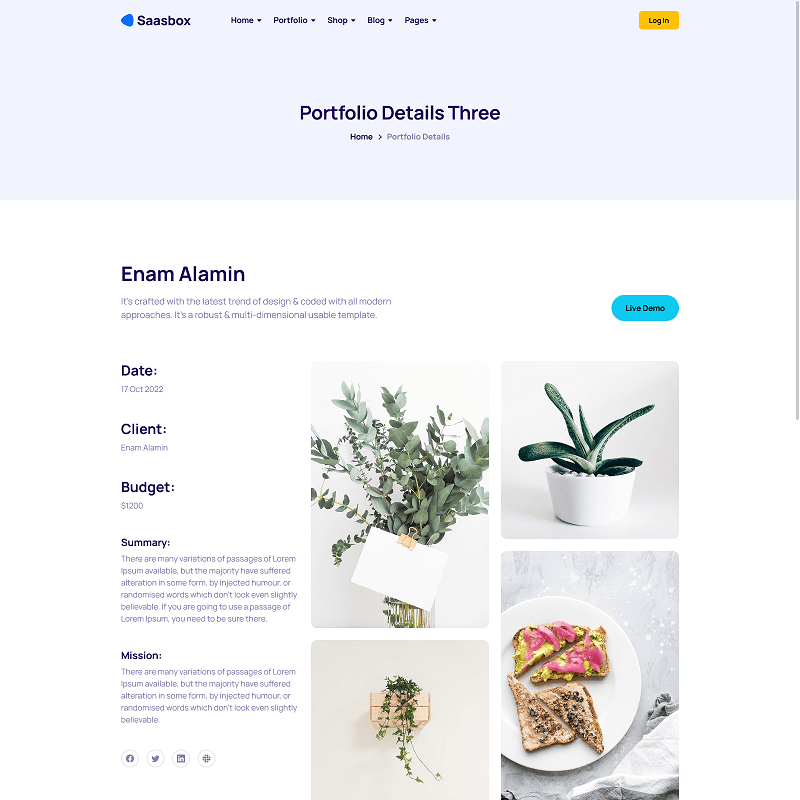 Saasbox
Home
Portfolio
Shop
Blog
Pages
Log In
Portfolio Details Three
Home
Portfolio Details
Enam Alamin
It's crafted with the latest trend of design & coded with all modern
approaches. It's a robust & multi-dimensional usable template.
Live Demo
Date:
17 Oct 2022
Client:
Enam Alamin
Budget:
$1200
Summary:
There are many variations of passages of Lorem
Ipsum available, but the majority have suffered
alteration in some form, by injected humour, or
randomised words which don't look even slightly
believable. If you are going to use a passage of
Lorem Ipsum, you need to be sure there.
Mission:
There are many variations of passages of Lorem
Ipsum available, but the majority have suffered
alteration in some form, by injected humour, or
randomised words which don't look even slightly
believable.